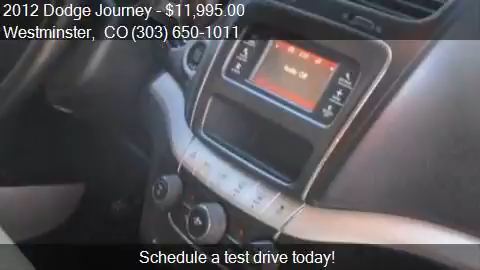 2012 Dodge Journey - $11,995.00
Westminster, CO (303) 650-1011
Schedule a test drive today!